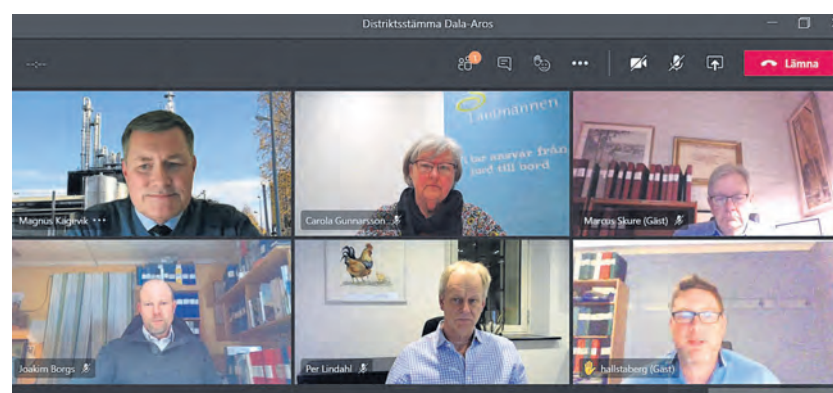 Distriktsstämma Dala-Aros
--:--
1
Lämna
Magnus Kagevik
Lantmännen
tar ansvar från
jord till bord
Carola Gunnarsson
Marcus Skure (Gäst)
Joakim Borgs
Per Lindahl
hallstaberg (Gäst)